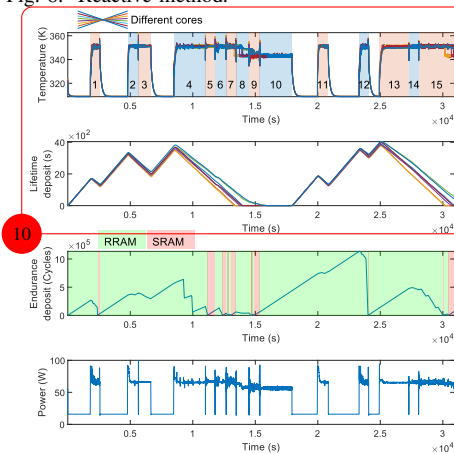 Fig. 6. Reactive method.
Different cores
Temperature (K)
360
340
320
1 2 3 4 5 6 7 8 9 10 11 12 13 14 15
0.5 1 1.5 2 2.5 3
Time (s)
×10⁴
×10²
Lifetime
deposit (s)
40
20
0
0.5 1 1.5 2 2.5 3
Time (s)
×10⁴
10
RRAM SRAM
×10⁵
Endurance
deposit(Cycles)
10
5
0
0.5 1 1.5 2 2.5 3
Time (s)
×10⁴
Power (W)
100
50
0
0.5 1 1.5 2 2.5 3
Time (s)
×10⁴